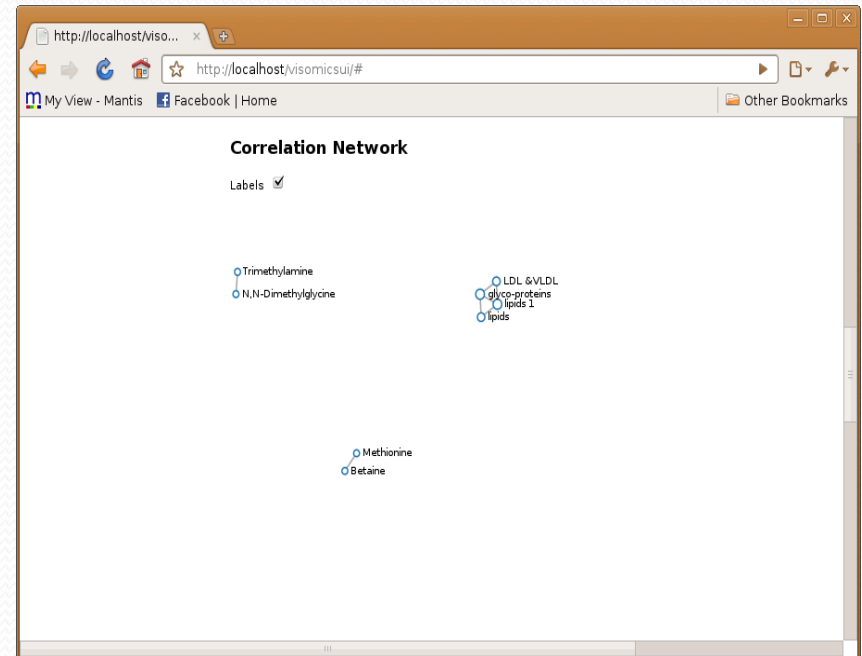 http://localhost/viso...
http://localhost/visomicsui/#
My View - Mantis
Facebook | Home
Other Bookmarks
Correlation Network
Labels
Trimethylamine
N,N-Dimethylglycine
LDL &VLDL
glyco-proteins
lipids 1
lipids
Methionine
Betaine